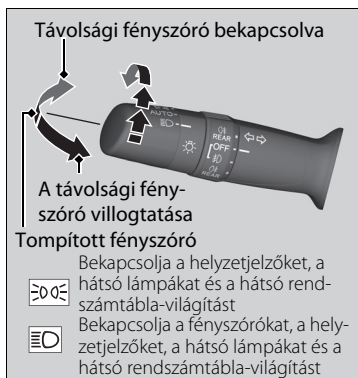 Távolsági fényszóró bekapcsolva
AUTO
REAR
OFF
REAR
A távolsági fény-
szóró villogtatása
Tompított fényszóró
Bekapcsolja a helyzetjelzőket, a
hátsó lámpákat és a hátsó rend-
számtábla-világítást
Bekapcsolja a fényszórókat, a hely-
zetjelzőket, a hátsó lámpákat és a
hátsó rendszámtábla-világítást